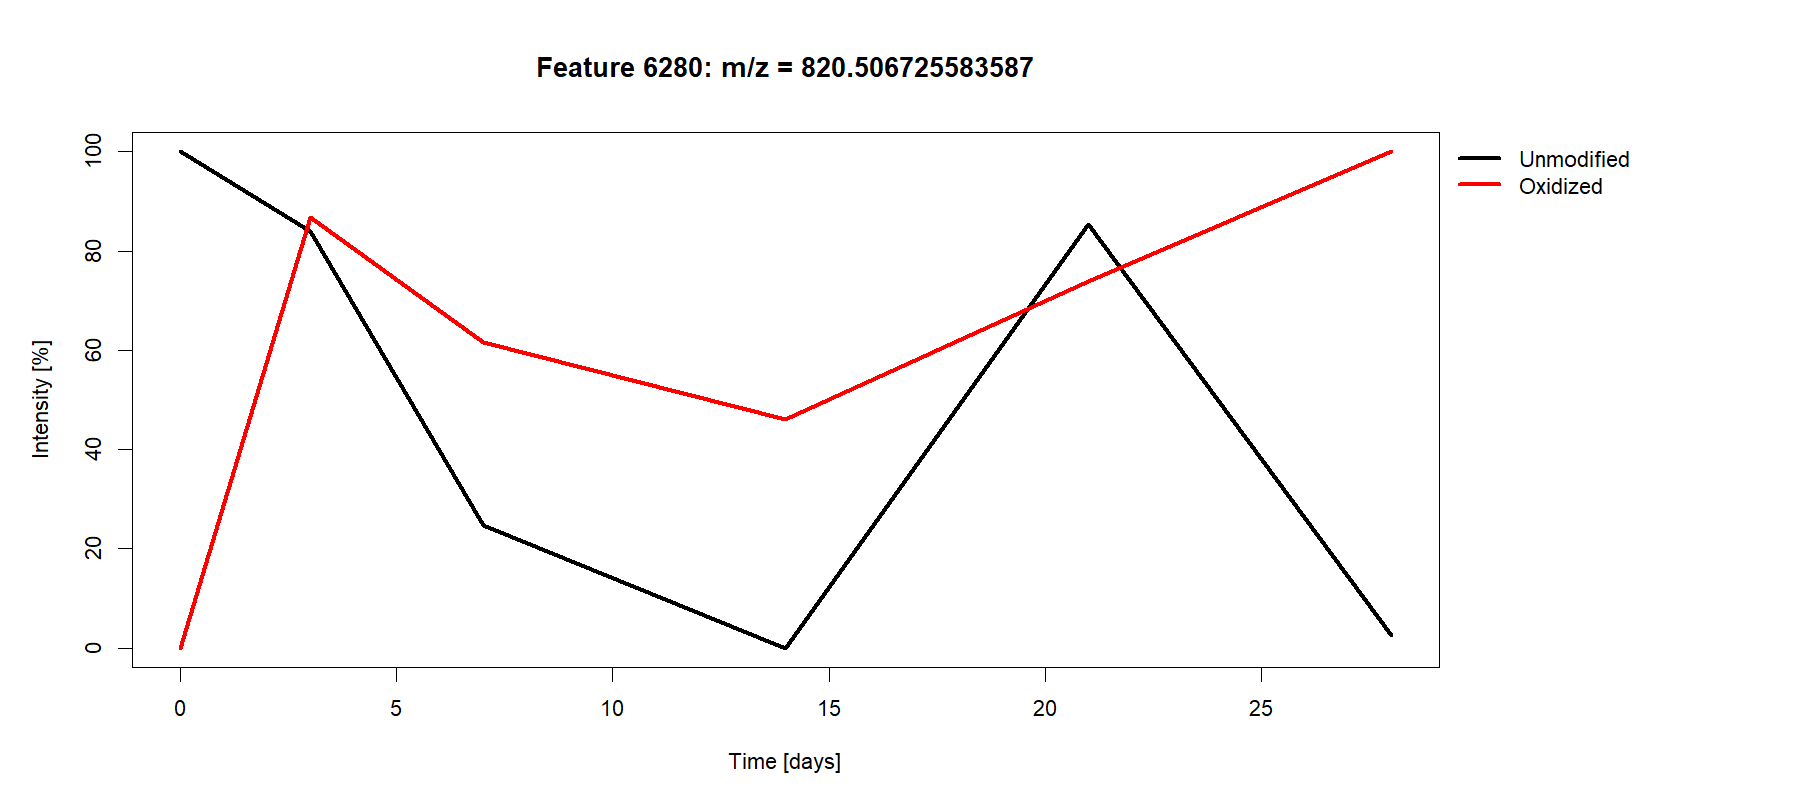 Feature 6280: m/z = 820.506725583587
Unmodified
Oxidized
Intensity [%]
100
80
60
40
20
0
0 5 10 15 20 25
Time [days]